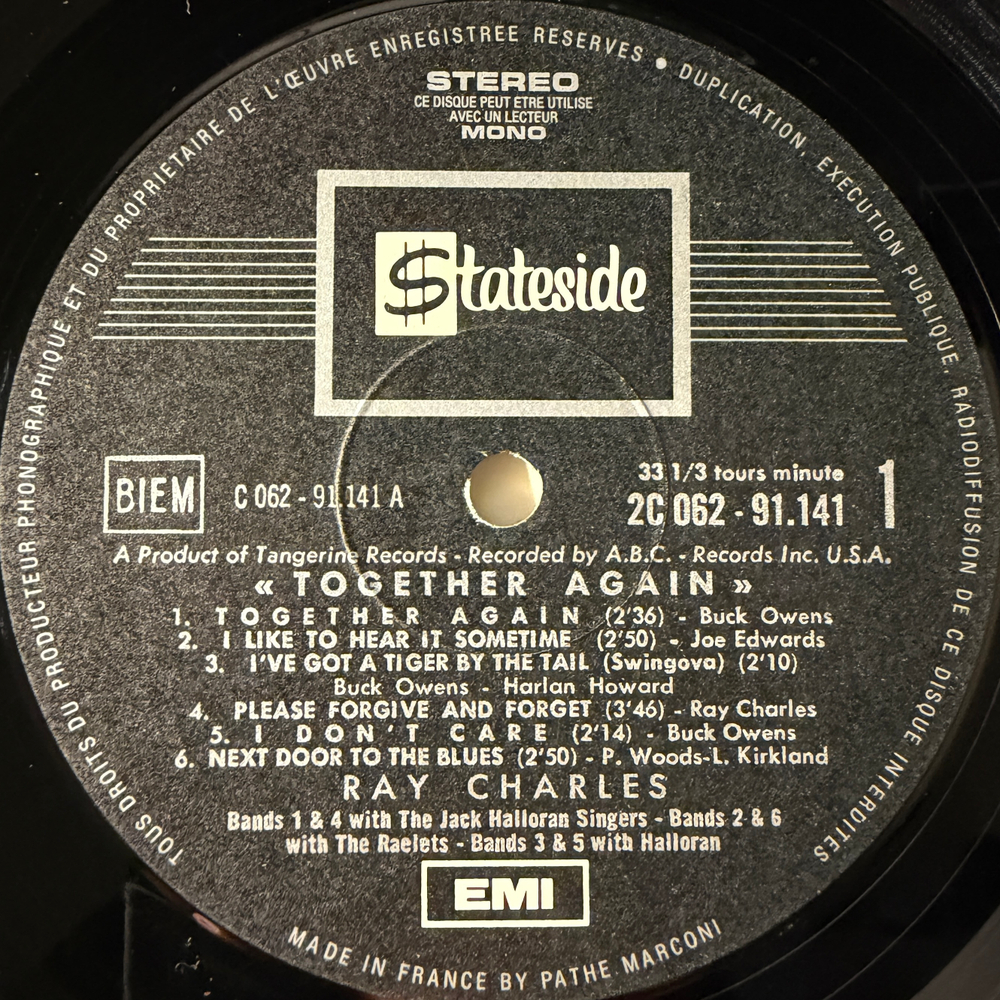 TOUS DROITS DU PRODUCTEUR PHONOGRAPHIQUE ET DU PROPRIETAIRE DE L'ŒUVRE ENREGISTREE RESERVES • DUPLICATION, EXECUTION PUBLIQUE, RADIODIFFUSION DE CE DISQUE INTERDITES
STEREO
CE DISQUE PEUT ETRE UTILISE
AVEC UN LECTEUR
MONO
$tateside
BIEM
C 062 - 91.141 A
33 1/3 tours minute
2C 062 - 91.141
1
A Product of Tangerine Records - Recorded by A.B.C. - Records Inc. U.S.A.
« TOGETHER AGAIN »
1. TOGETHER AGAIN (2'36) - Buck Owens
2. I LIKE TO HEAR IT SOMETIME (2'50) - Joe Edwards
3. I'VE GOT A TIGER BY THE TAIL (Swingova) (2'10)
Buck Owens - Harlan Howard
4. PLEASE FORGIVE AND FORGET (3'46) - Ray Charles
5. I DON'T CARE (2'14) - Buck Owens
6. NEXT DOOR TO THE BLUES (2'50) - P. Woods-L. Kirkland
RAY CHARLES
Bands 1 & 4 with The Jack Halloran Singers - Bands 2 & 6
with The Raelets - Bands 3 & 5 with Halloran
EMI
MADE IN FRANCE BY PATHE MARCONI